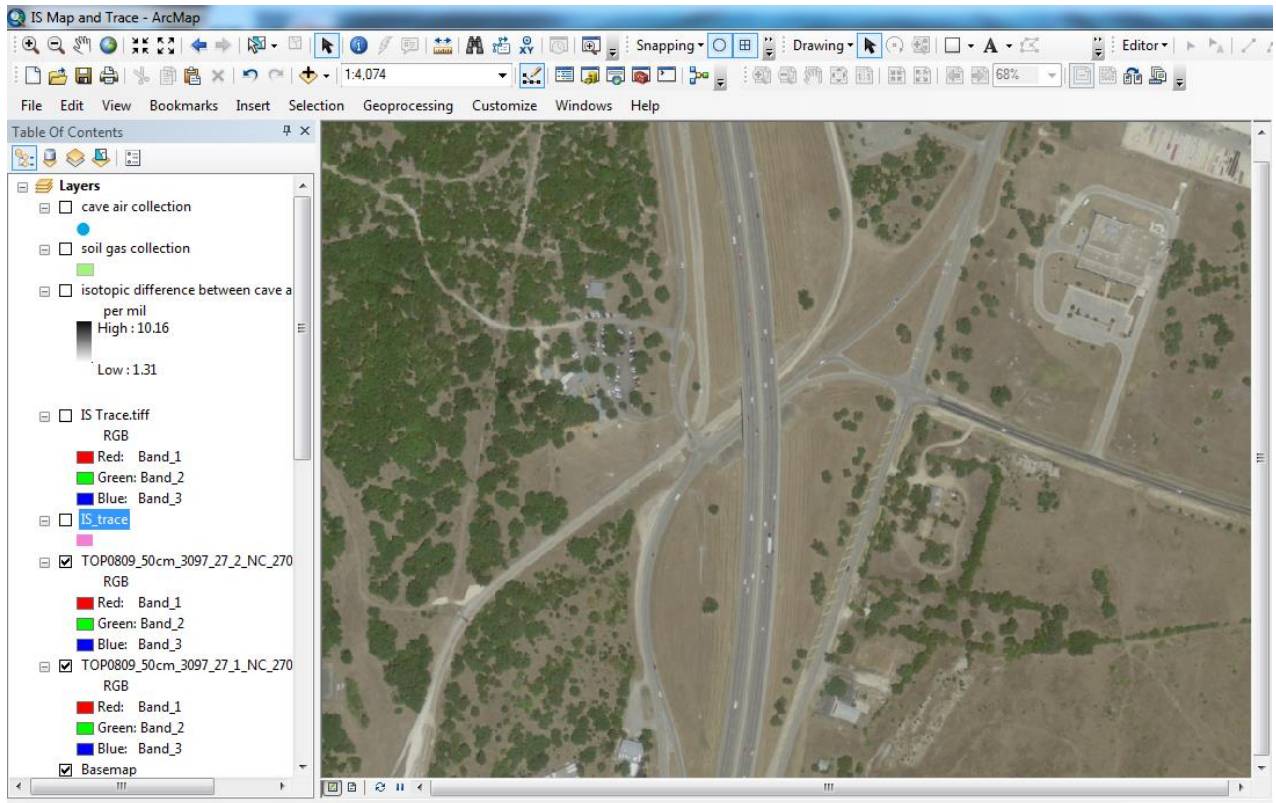 IS Map and Trace - ArcMap
Snapping Drawing A Editor
1:4,074 68%
File Edit View Bookmarks Insert Selection Geoprocessing Customize Windows Help
Table Of Contents
Layers
cave air collection
soil gas collection
isotopic difference between cave a
per mil
High : 10.16
Low : 1.31
IS Trace.tiff
RGB
Red: Band_1
Green: Band_2
Blue: Band_3
IS_trace
TOP0809_50cm_3097_27_2_NC_270
RGB
Red: Band_1
Green: Band_2
Blue: Band_3
TOP0809_50cm_3097_27_1_NC_270
RGB
Red: Band_1
Green: Band_2
Blue: Band_3
Basemap